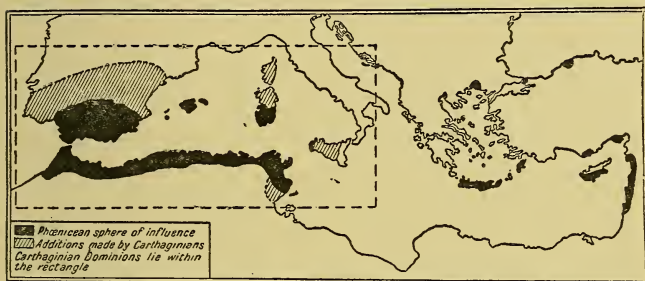 Phœnicean sphere of influence
Additions made by Carthaginians
Carthaginian Dominions lie within
the rectangle